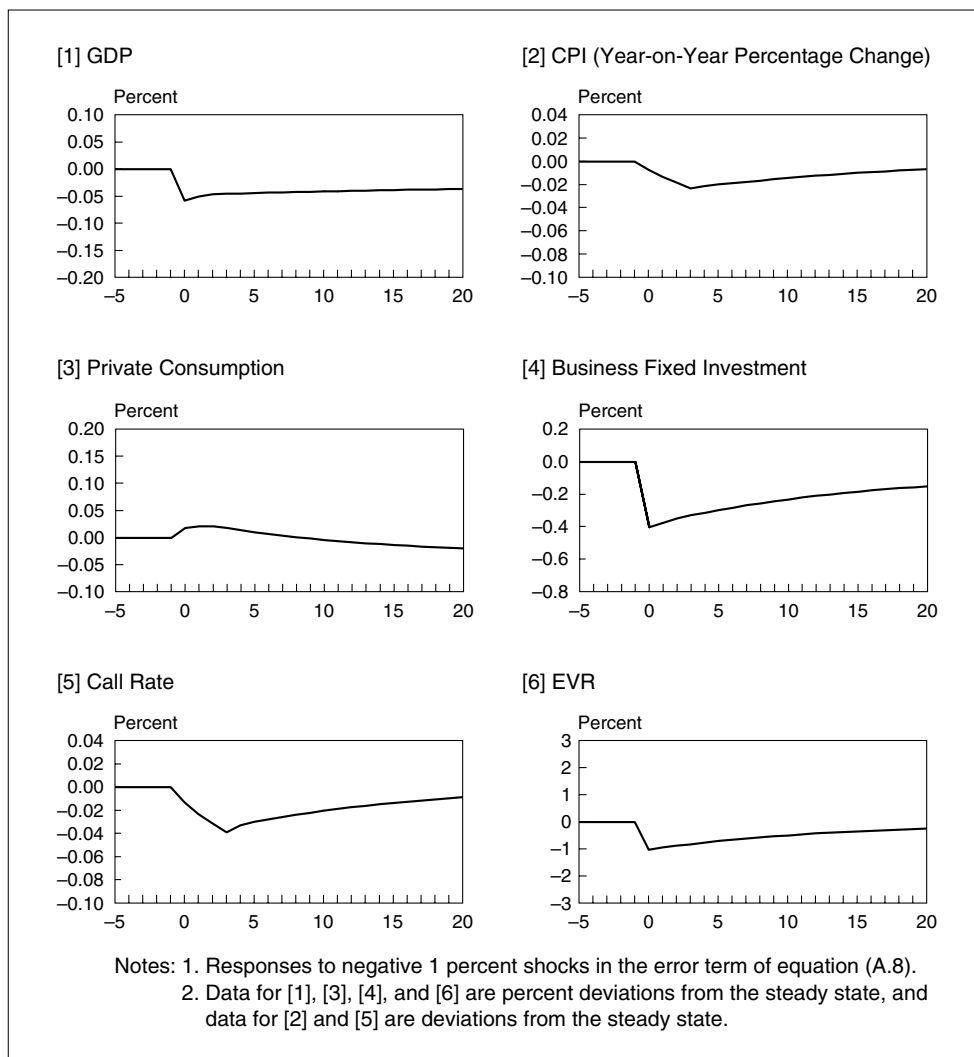 [1] GDP
Percent
0.10
0.05
0.00
–0.05
–0.10
–0.15
–0.20
–5 0 5 10 15 20
[2] CPI (Year-on-Year Percentage Change)
Percent
0.04
0.02
0.00
–0.02
–0.04
–0.06
–0.08
–0.10
–5 0 5 10 15 20
[3] Private Consumption
Percent
0.20
0.15
0.10
0.05
0.00
–0.05
–0.10
–5 0 5 10 15 20
[4] Business Fixed Investment
Percent
0.2
0.0
–0.2
–0.4
–0.6
–0.8
–5 0 5 10 15 20
[5] Call Rate
Percent
0.04
0.02
0.00
–0.02
–0.04
–0.06
–0.08
–0.10
–5 0 5 10 15 20
[6] EVR
Percent
3
2
1
0
–1
–2
–3
–5 0 5 10 15 20
Notes: 1. Responses to negative 1 percent shocks in the error term of equation (A.8).
2. Data for [1], [3], [4], and [6] are percent deviations from the steady state, and
data for [2] and [5] are deviations from the steady state.